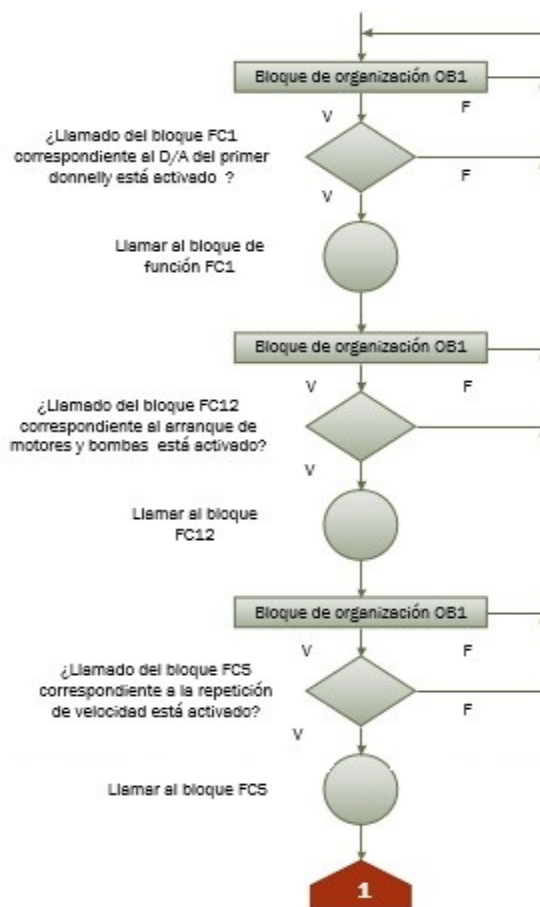 Bloque de organización OB1
V
F
¿Llamado del bloque FC1
correspondiente al D/A del primer
donnelly está activado ?
F
V
Llamar al bloque de
función FC1
Bloque de organización OB1
V
F
¿Llamado del bloque FC12
correspondiente al arranque de
motores y bombas está activado?
V
Llamar al bloque
FC12
Bloque de organización OB1
V
F
¿Llamado del bloque FC5
correspondiente a la repetición
de velocidad está activado?
F
V
Llamar al bloque FC5
1